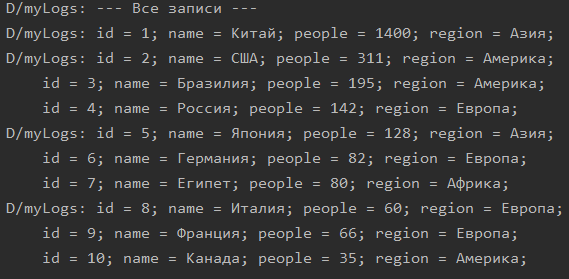 D/myLogs: --- Все записи ---
D/myLogs: id = 1; name = Китай; people = 1400; region = Азия;
D/myLogs: id = 2; name = США; people = 311; region = Америка;
id = 3; name = Бразилия; people = 195; region = Америка;
id = 4; name = Россия; people = 142; region = Европа;
D/myLogs: id = 5; name = Япония; people = 128; region = Азия;
id = 6; name = Германия; people = 82; region = Европа;
id = 7; name = Египет; people = 80; region = Африка;
D/myLogs: id = 8; name = Италия; people = 60; region = Европа;
id = 9; name = Франция; people = 66; region = Европа;
id = 10; name = Канада; people = 35; region = Америка;